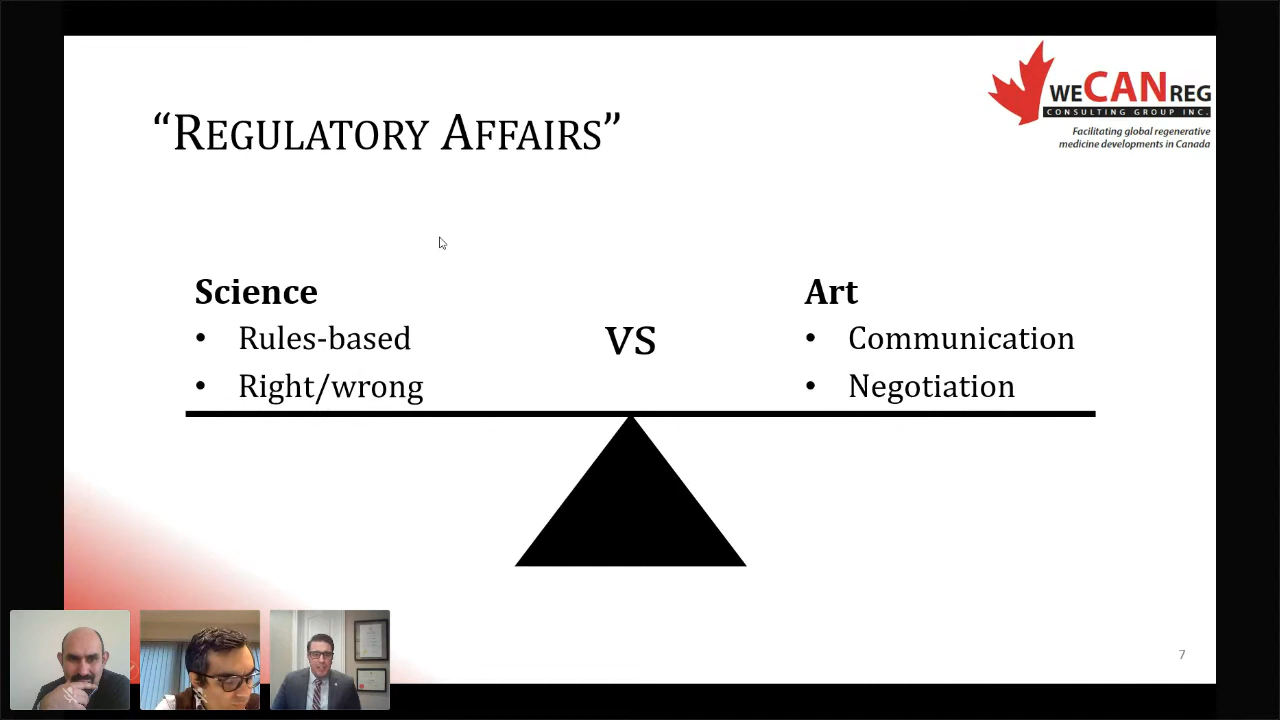 weCANreg
CONSULTING GROUP INC.
Facilitating global regenerative
medicine developments in Canada
“REGULATORY AFFAIRS”
Science
• Rules-based
• Right/wrong
vs
Art
• Communication
• Negotiation
7